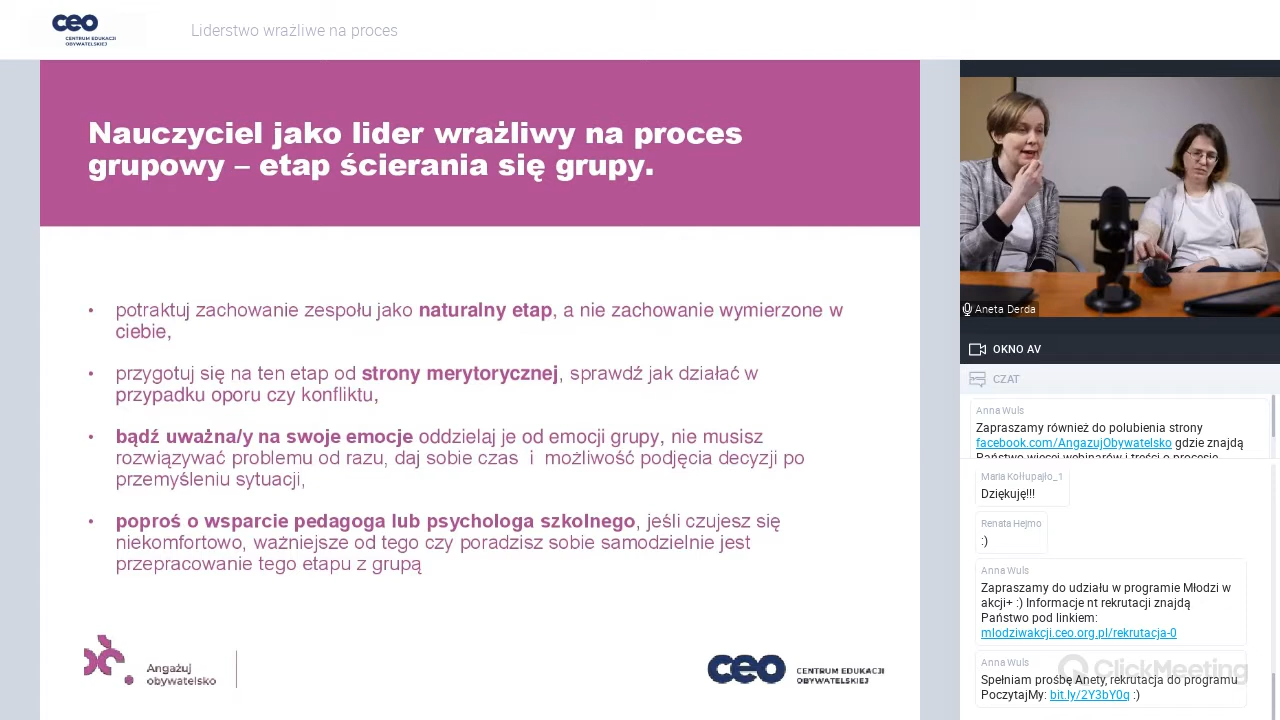 ceo
CENTRUM EDUKACJI
OBYWATELSKIEJ
Liderstwo wrażliwe na proces
Nauczyciel jako lider wrażliwy na proces
grupowy – etap ścierania się grupy.
• potraktuj zachowanie zespołu jako naturalny etap, a nie zachowanie wymierzone w
ciebie,
• przygotuj się na ten etap od strony merytorycznej, sprawdź jak działać w
przypadku oporu czy konfliktu,
• bądź uważna/y na swoje emocje oddzielaj je od emocji grupy, nie musisz
rozwiązywać problemu od razu, daj sobie czas i możliwość podjęcia decyzji po
przemyśleniu sytuacji,
• poproś o wsparcie pedagoga lub psychologa szkolnego, jeśli czujesz się
niekomfortowo, ważniejsze od tego czy poradzisz sobie samodzielnie jest
przepracowanie tego etapu z grupą
Angażuj
obywatelsko
ceo
CENTRUM EDUKACJI
OBYWATELSKIEJ
Aneta Derda
OKNO AV
CZAT
Anna Wuls
Zapraszamy również do polubienia strony
facebook.com/AngazujObywatelsko gdzie znajdą
Państwo więcej webinarów i treści o procesie
Maria Kołłupajło_1
Dziękuję!!!
Renata Hejmo
:)
Anna Wuls
Zapraszamy do udziału w programie Młodzi w
akcji+ :) Informacje nt rekrutacji znajdą
Państwo pod linkiem:
mlodziwakcji.ceo.org.pl/rekrutacja-0
Anna Wuls
ClickMeeting
Spełniam prośbę Anety, rekrutacja do programu
PoczytajMy: bit.ly/2Y3bY0q :)